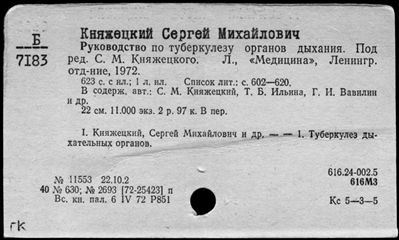 Б
7183
Княжецкий Сергей Михайлович
Руководство по туберкулезу органов дыхания. Под
ред. С. М. Княжецкого. Л., «Медицина», Ленингр.
отд-ние, 1972.
623 с. с ил.; 1 л. ил. Список лит.: с. 602—620.
В содерж. авт.: С. М. Княжецкий, Т. Б. Ильина, Г. И. Вавилин
и др.
22 см. 11.000 экз. 2 р. 97 к. В пер.
I. Княжецкий, Сергей Михайлович и др. — — 1. Туберкулез ды-
хательных органов.
616.24-002.5
616М3
№ 11553 22.10.2
40 № 630; № 2693 [72-25423] п
Вс. кн. пал. 6 IV 72 Р851
Кс 5—3—5
гк